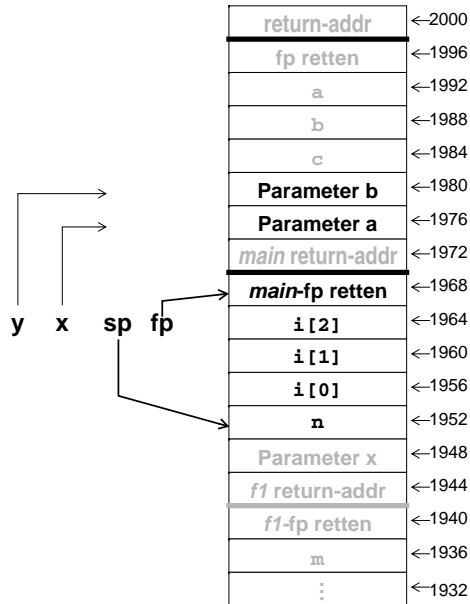 return-addr ←2000
fp retten ←1996
a ←1992
b ←1988
c ←1984
Parameter b ←1980
Parameter a ←1976
main return-addr ←1972
main-fp retten ←1968
y x sp fp
i[2] ←1964
i[1] ←1960
i[0] ←1956
n ←1952
Parameter x ←1948
f1 return-addr ←1944
f1-fp retten ←1940
m ←1936
⋮ ←1932